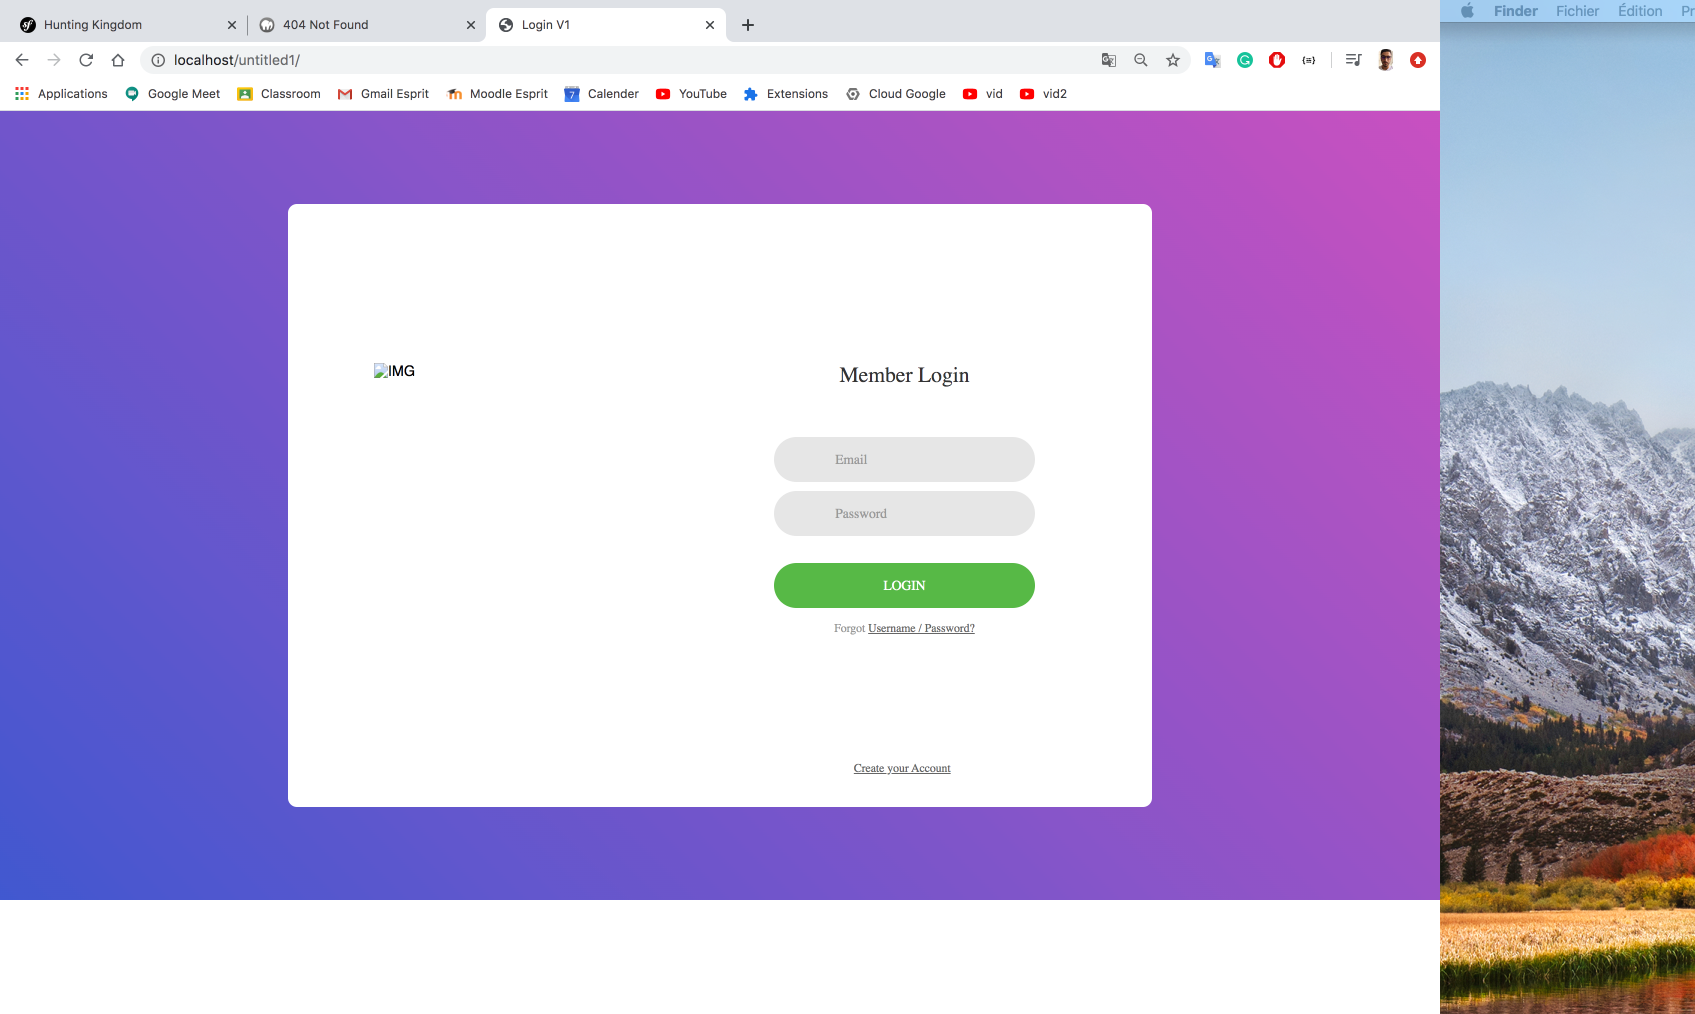 Hunting Kingdom
404 Not Found
Login V1
Finder Fichier Édition Pr
localhost/untitled1/
Applications Google Meet Classroom Gmail Esprit Moodle Esprit 7 Calender YouTube Extensions Cloud Google vid vid2
IMG
Member Login
Email
Password
LOGIN
Forgot Username / Password?
Create your Account